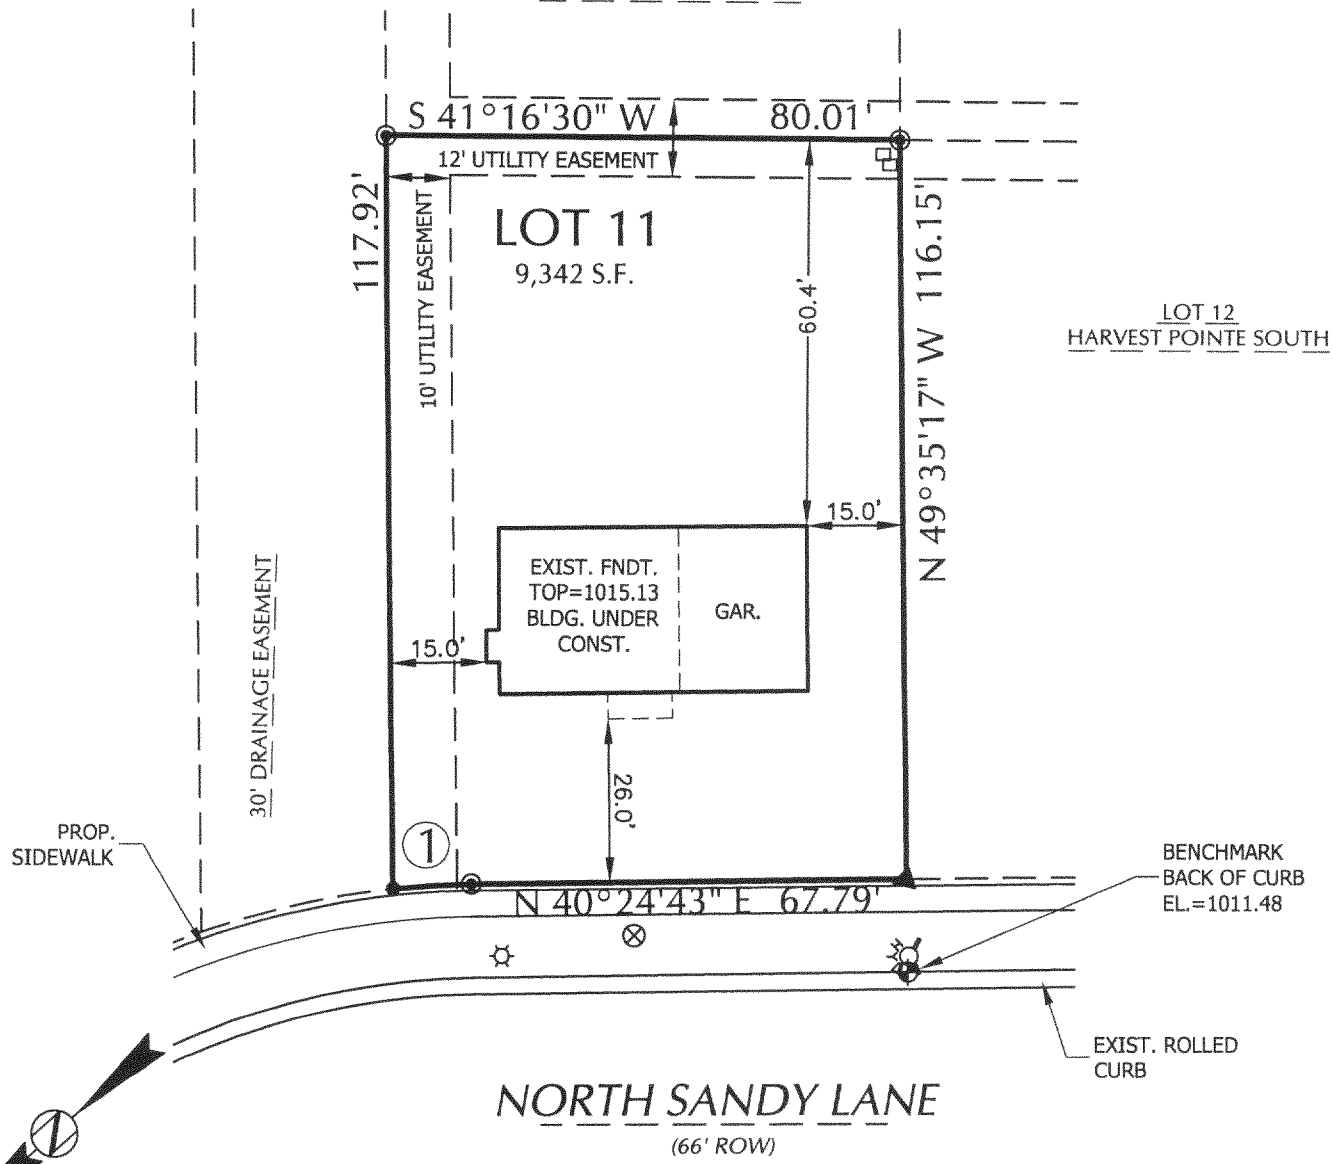 S 41°16'30" W 80.01'
12' UTILITY EASEMENT
117.92'
10' UTILITY EASEMENT
LOT 11
9,342 S.F.
60.4'
N 49°35'17" W 116.15'
LOT 12
HARVEST POINTE SOUTH
15.0'
EXIST. FNDT.
TOP=1015.13
BLDG. UNDER
CONST.
GAR.
15.0'
30' DRAINAGE EASEMENT
26.0'
1
PROP.
SIDEWALK
N 40°24'43" E 67.79'
BENCHMARK
BACK OF CURB
EL.=1011.48
EXIST. ROLLED
CURB
NORTH SANDY LANE
(66' ROW)
N